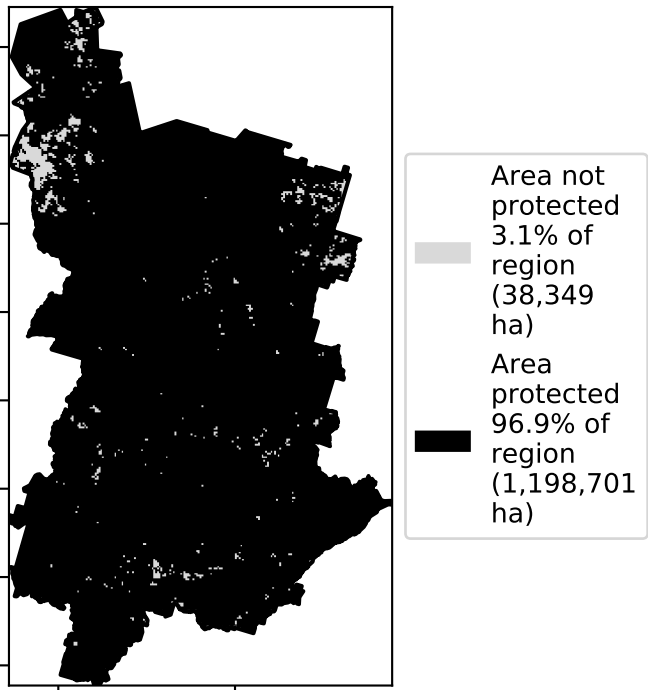 Area not
protected
3.1% of
region
(38,349
ha)
Area
protected
96.9% of
region
(1,198,701
ha)